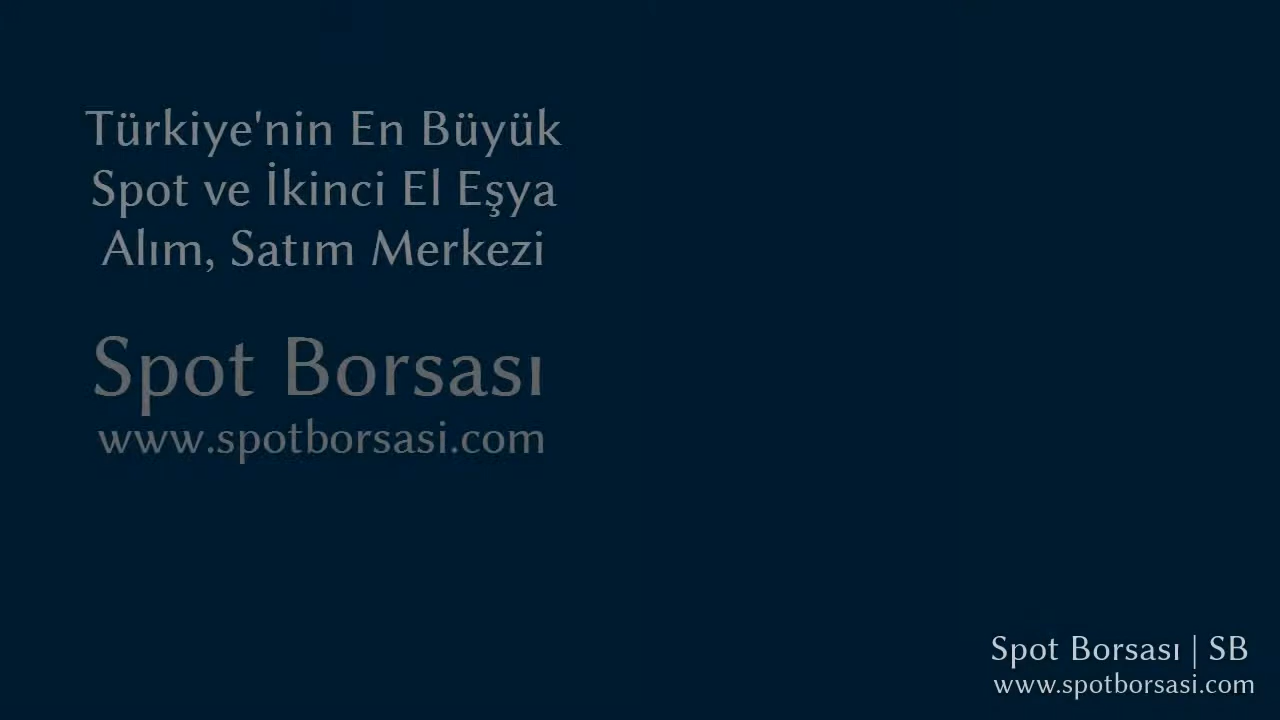 Türkiye'nin En Büyük
Spot ve İkinci El Eşya
Alım, Satım Merkezi
Spot Borsası
www.spotborsasi.com
Spot Borsası | SB
www.spotborsasi.com